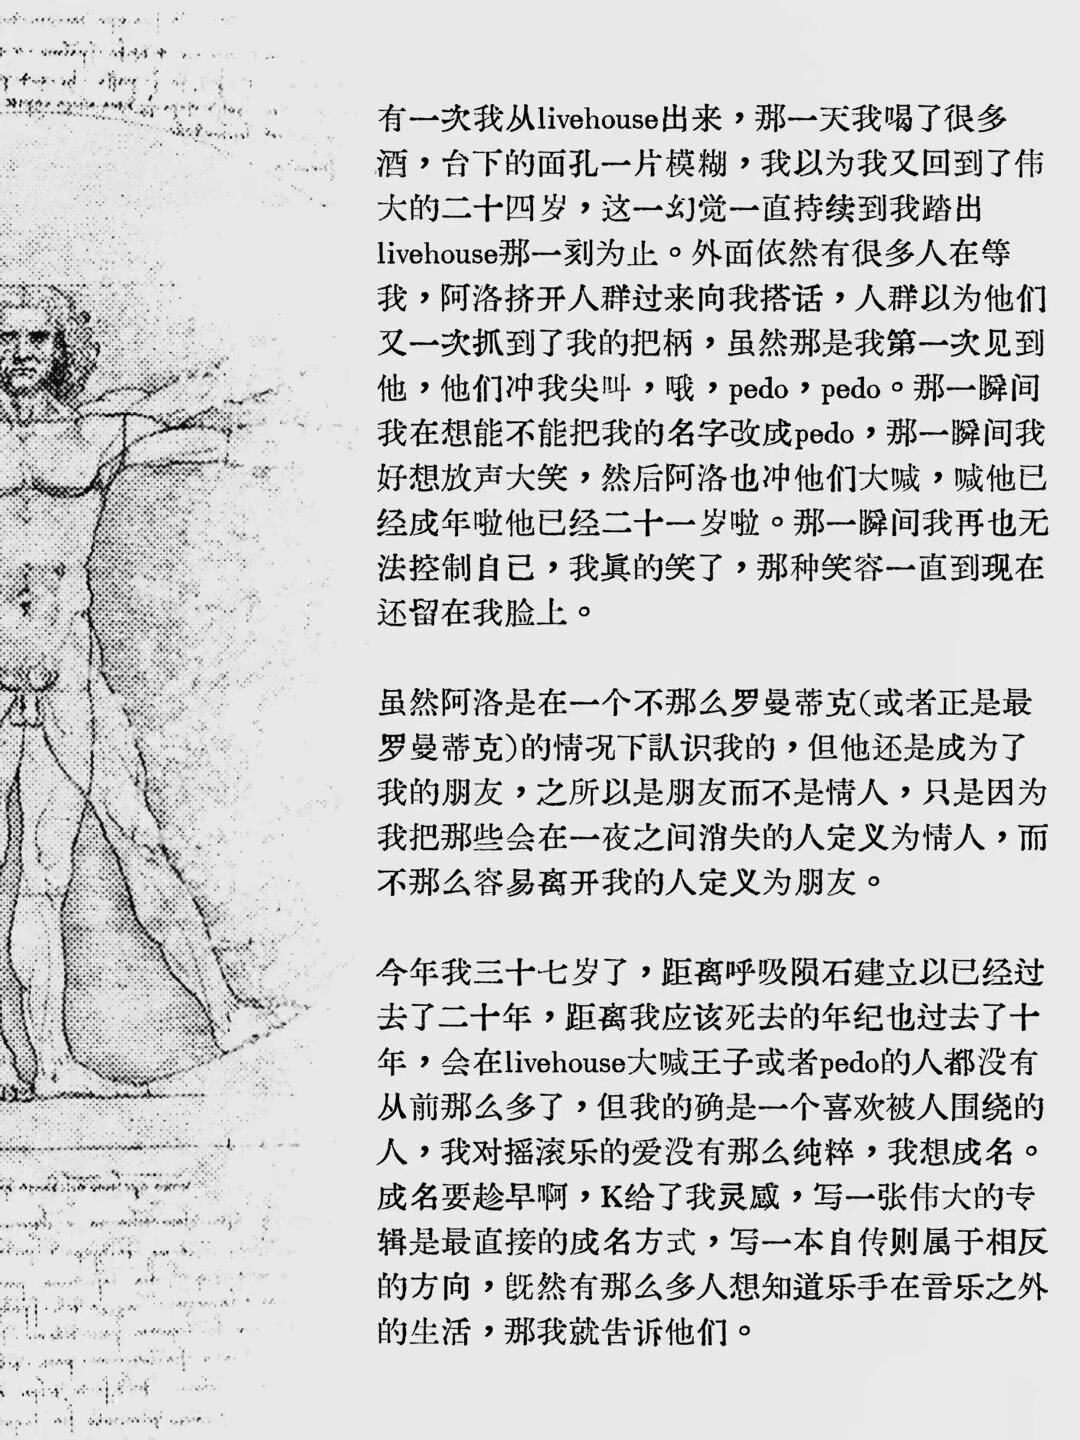 有一次我从livehouse出来，那一天我喝了很多
酒，台下的面孔一片模糊，我以为我又回到了伟
大的二十四岁，这一幻觉一直持续到我踏出
livehouse那一刻为止。外面依然有很多人在等
我，阿洛挤开人群过来向我搭话，人群以为他们
又一次抓到了我的把柄，虽然那是我第一次见到
他，他们冲我尖叫，哦，pedo，pedo。那一瞬间
我在想能不能把我的名字改成pedo，那一瞬间我
好想放声大笑，然后阿洛也冲他们大喊，喊他已
经成年啦他已经二十一岁啦。那一瞬间我再也无
法控制自己，我真的笑了，那种笑容一直到现在
还留在我脸上。
虽然阿洛是在一个不那么罗曼蒂克(或者正是最
罗曼蒂克)的情况下认识我的，但他还是成为了
我的朋友，之所以是朋友而不是情人，只是因为
我把那些会在一夜之间消失的人定义为情人，而
不那么容易离开我的人定义为朋友。
今年我三十七岁了，距离呼吸陨石建立以已经过
去了二十年，距离我应该死去的年纪也过去了十
年，会在livehouse大喊王子或者pedo的人都没有
从前那么多了，但我的确是一个喜欢被人围绕的
人，我对摇滚乐的爱没有那么纯粹，我想成名。
成名要趁早啊，K给了我灵感，写一张伟大的专
辑是最直接的成名方式，写一本自传则属于相反
的方向，既然有那么多人想知道乐手在音乐之外
的生活，那我就告诉他们。